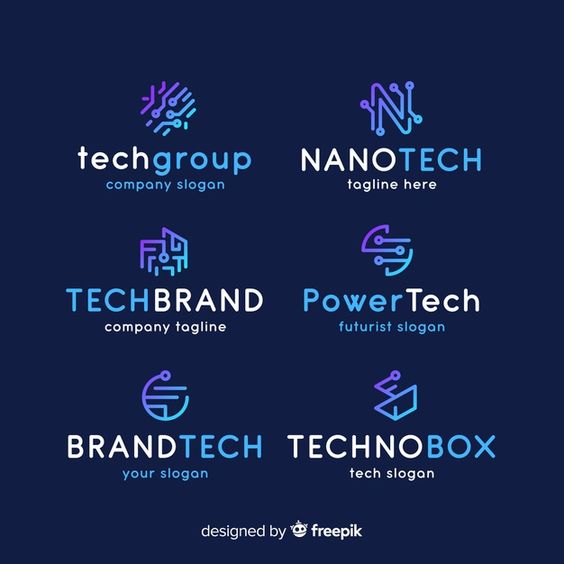 techgroup
company slogan
NANOTECH
tagline here
TECHBRAND
company tagline
PowerTech
futurist slogan
BRANDTECH
your slogan
TECHNOBOX
tech slogan
designed by freepik